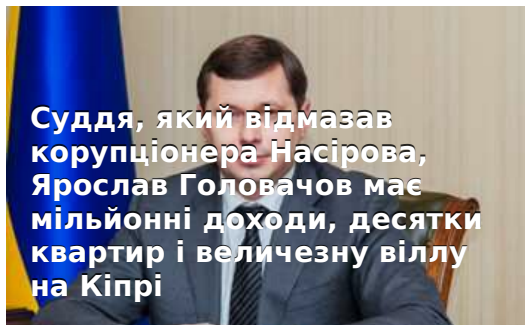 Суддя, який відмазав
корупціонера Насірова,
Ярослав Головачов має
мільйонні доходи, десятки
квартир і величезну віллу
на Кіпрі